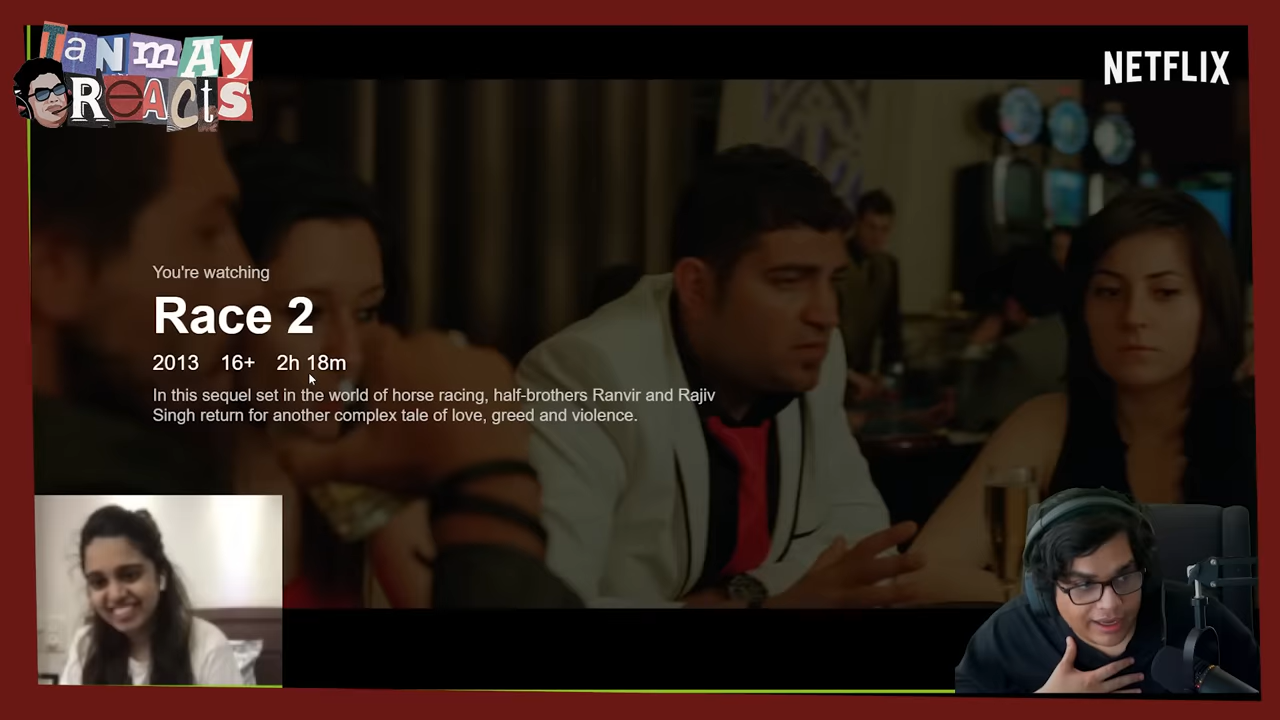 TaNmAy
REACtS
NETFLIX
You're watching
Race 2
2013 16+ 2h 18m
In this sequel set in the world of horse racing, half-brothers Ranvir and Rajiv
Singh return for another complex tale of love, greed and violence.